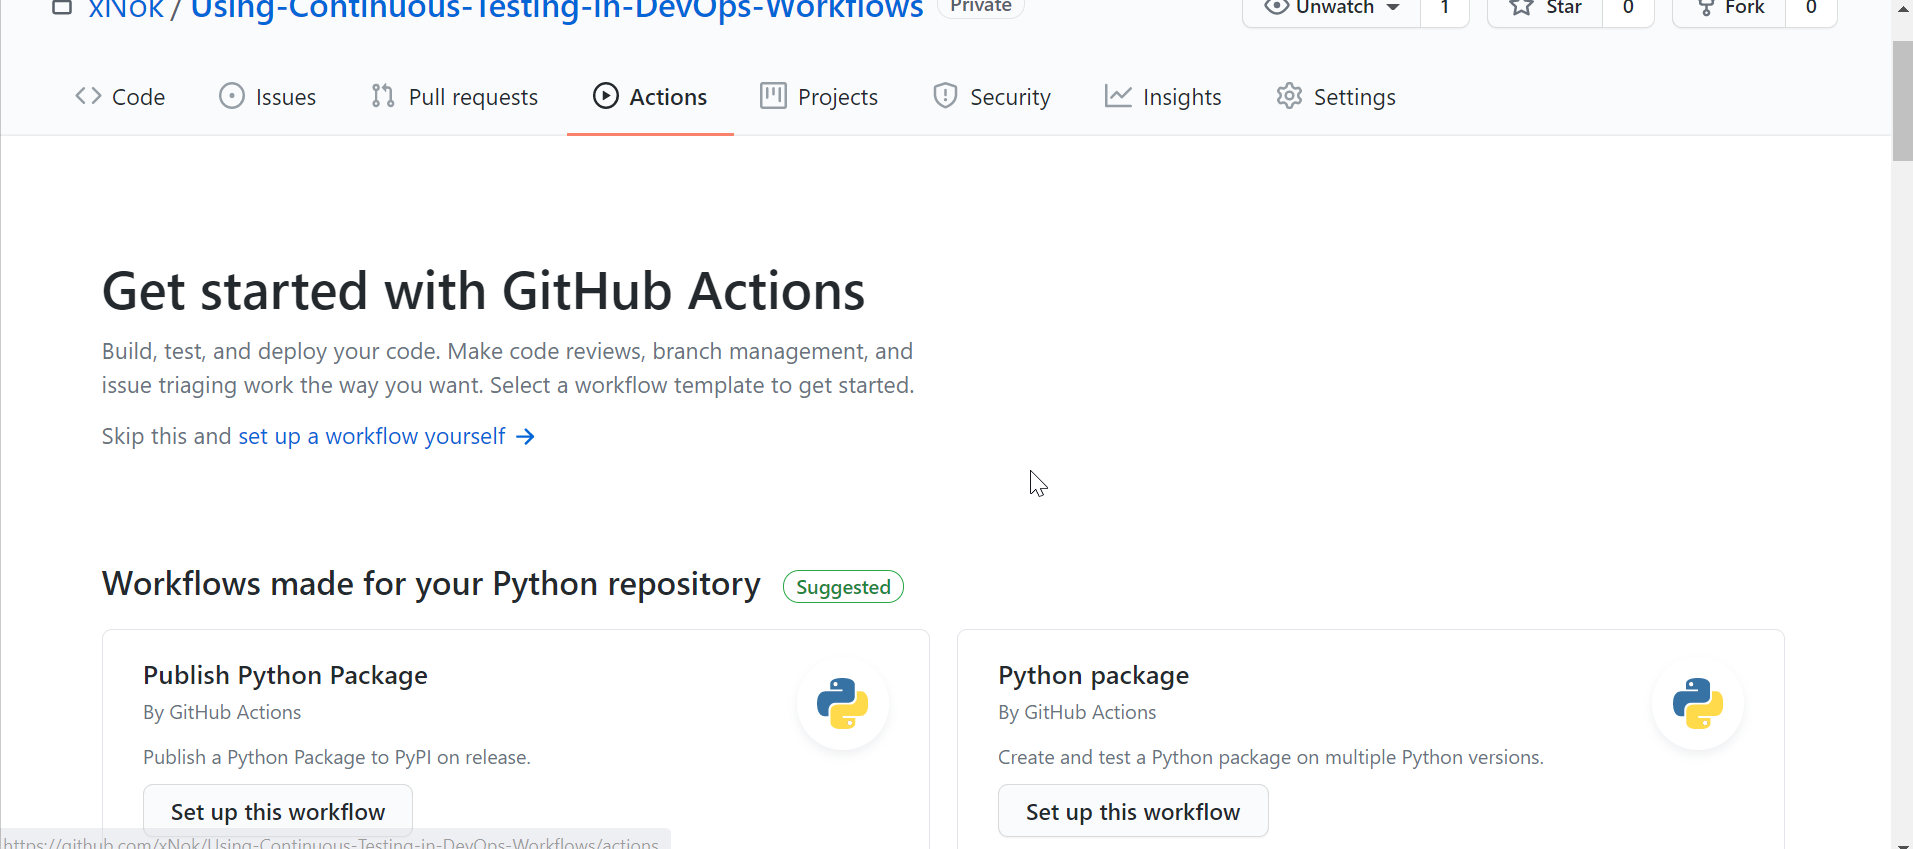 xNok / Using-Continuous-Testing-in-DevOps-Workflows Private
Unwatch 1 Star 0 Fork 0
Code Issues Pull requests Actions Projects Security Insights Settings
Get started with GitHub Actions
Build, test, and deploy your code. Make code reviews, branch management, and
issue triaging work the way you want. Select a workflow template to get started.
Skip this and set up a workflow yourself →
Workflows made for your Python repository Suggested
Publish Python Package
By GitHub Actions
Publish a Python Package to PyPI on release.
Set up this workflow
Python package
By GitHub Actions
Create and test a Python package on multiple Python versions.
Set up this workflow
https://github.com/xNok/Using-Continuous-Testing-in-DevOps-Workflows/actions